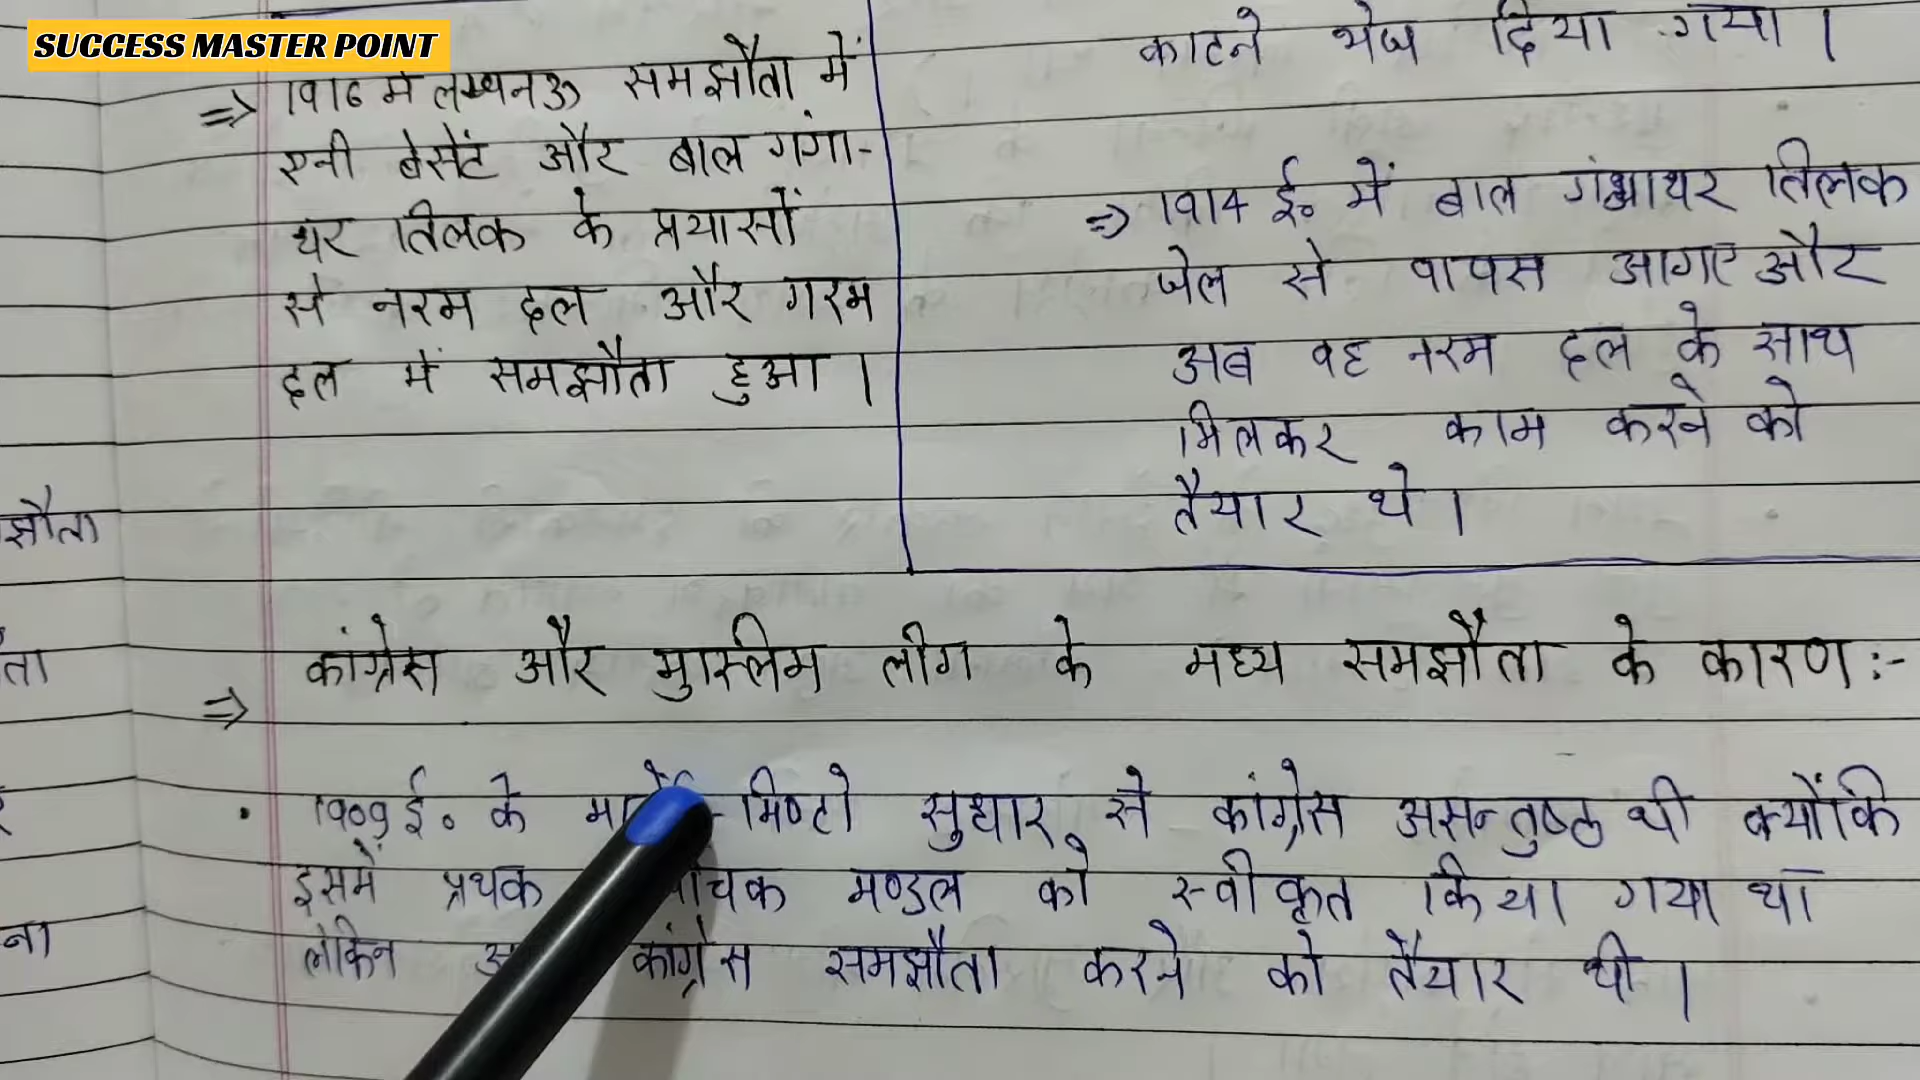 SUCCESS MASTER POINT
=> 1916 में लखनऊ समझौता में
एनी बेसेंट और बाल गंगा-
धर तिलक के प्रयासों
से नरम दल और गरम
दल में समझौता हुआ।
काटने भेज दिया गया।
=> 1914 ई० में बाल गंगाधर तिलक
जेल से वापस आगए और
अब वह नरम दल के साथ
मिलकर काम करने को
तैयार थे।
झौता
ता
ना
=> कांग्रेस और मुस्लिम लीग के मध्य समझौता के कारण:-
• 1909 ई० के मिण्टो सुधार से कांग्रेस असन्तुष्ठ थी क्योंकि
इसमें प्रथक मण्डल को स्वीकृत किया गया था
लेकिन कांग्रेस समझौता करने को तैयार थी।